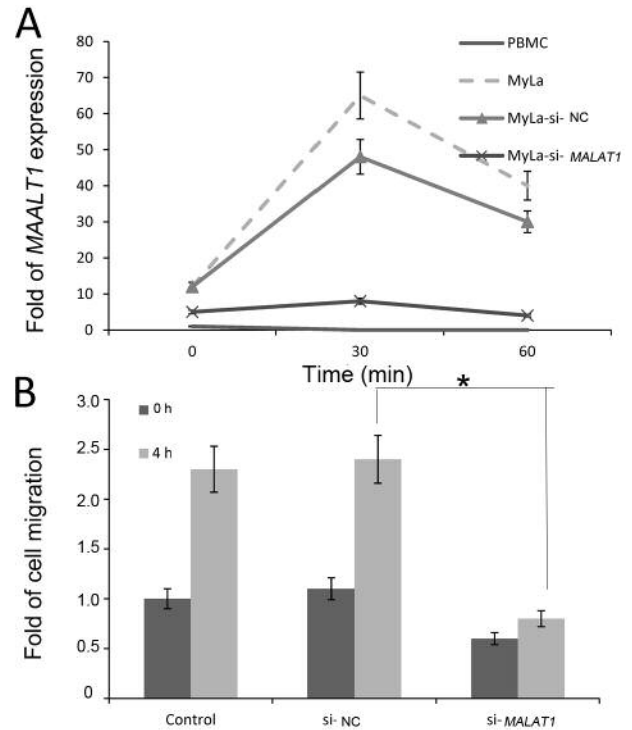 A
Fold of MAALT1 expression
80
70
60
50
40
30
20
10
0
0
30
60
Time (min)
PBMC
MyLa
MyLa-si- NC
MyLa-si- MALAT1
B
Fold of cell migration
3.0
2.5
2.0
1.5
1.0
0.5
0
0 h
4 h
*
Control
si- NC
si-MALAT1